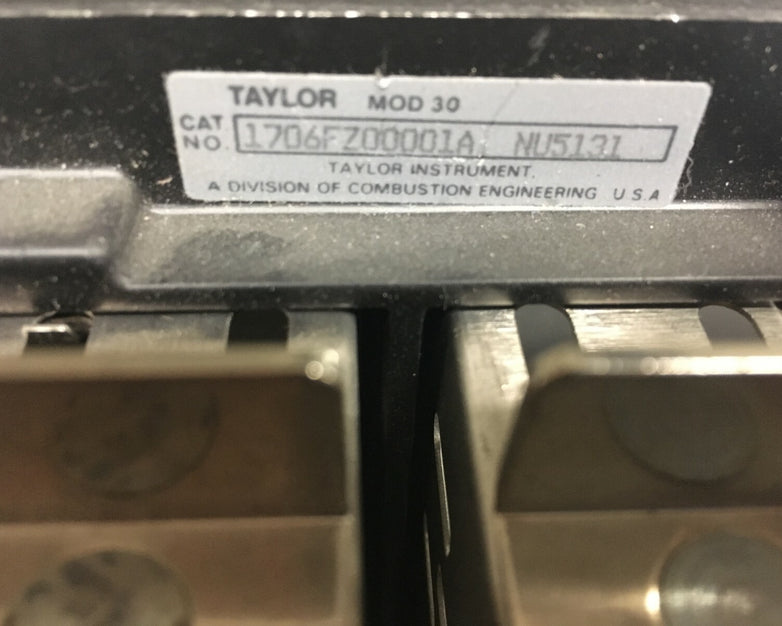 TAYLOR MOD 30
CAT NO. 1706FZ00001A NU5131
TAYLOR INSTRUMENT.
A DIVISION OF COMBUSTION ENGINEERING U S.A